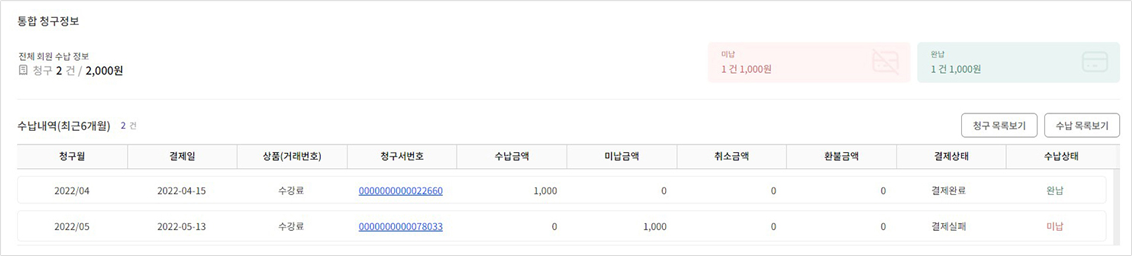 통합 청구정보
전체 회원 수납 정보
청구 2 건 / 2,000원
미납
1 건 1,000원
완납
1 건 1,000원
수납내역(최근6개월) 2 건
청구 목록보기 수납 목록보기
청구월 결제일 상품(거래번호) 청구서번호 수납금액 미납금액 취소금액 환불금액 결제상태 수납상태
2022/04 2022-04-15 수강료 0000000000022660 1,000 0 0 0 결제완료 완납
2022/05 2022-05-13 수강료 0000000000078033 0 1,000 0 0 결제실패 미납